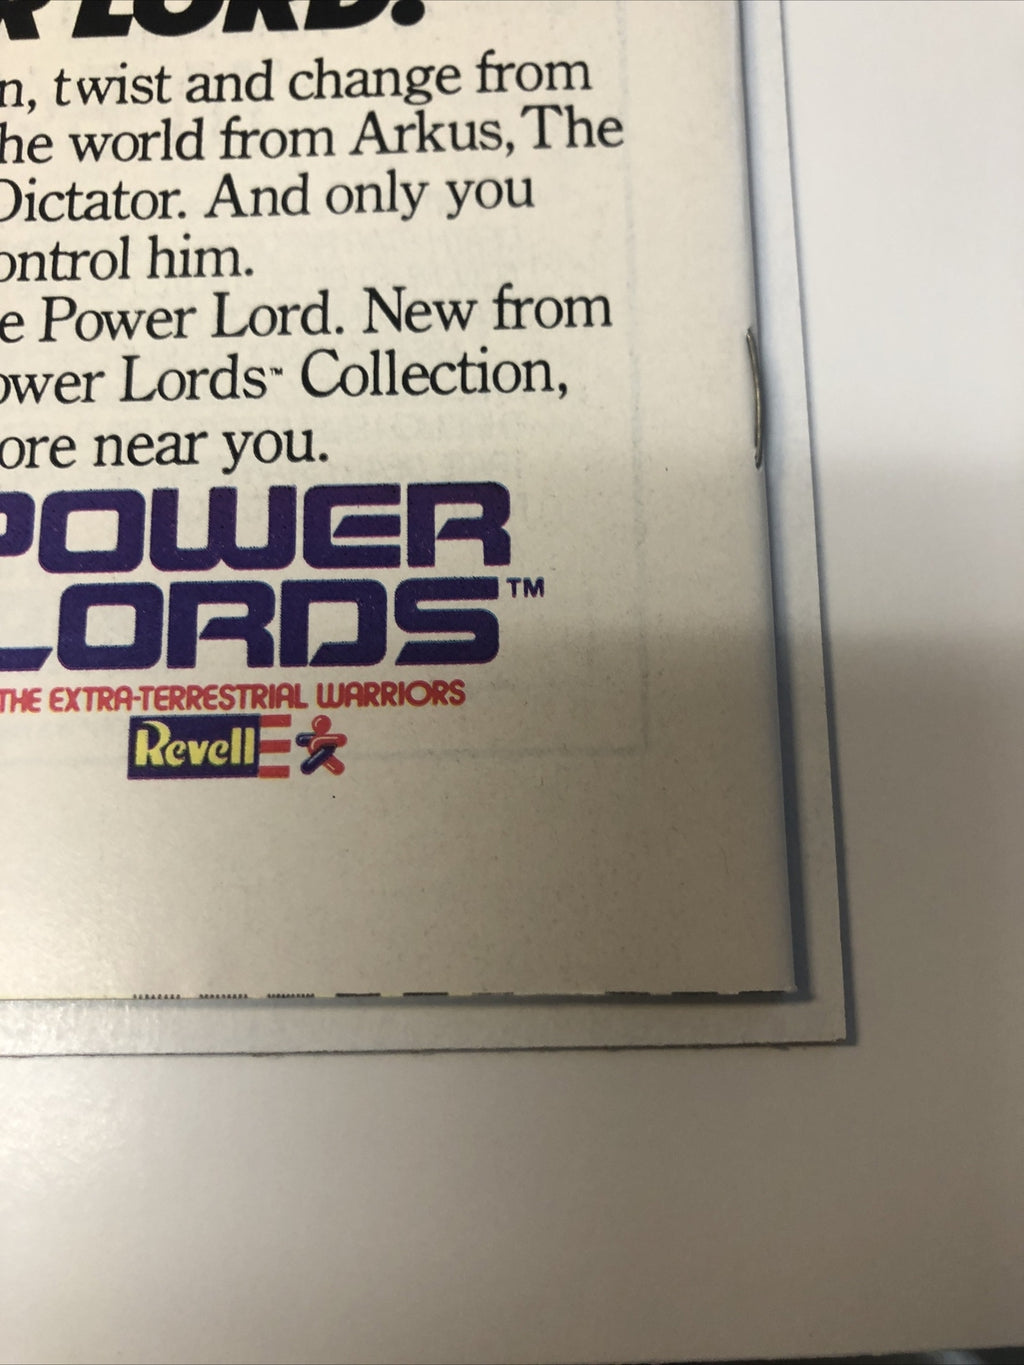 R LORD.
n, twist and change from
he world from Arkus, The
Dictator. And only you
ontrol him.
e Power Lord. New from
ower Lords™ Collection,
ore near you.
POWER
LORDS™
THE EXTRA-TERRESTRIAL WARRIORS
Revell